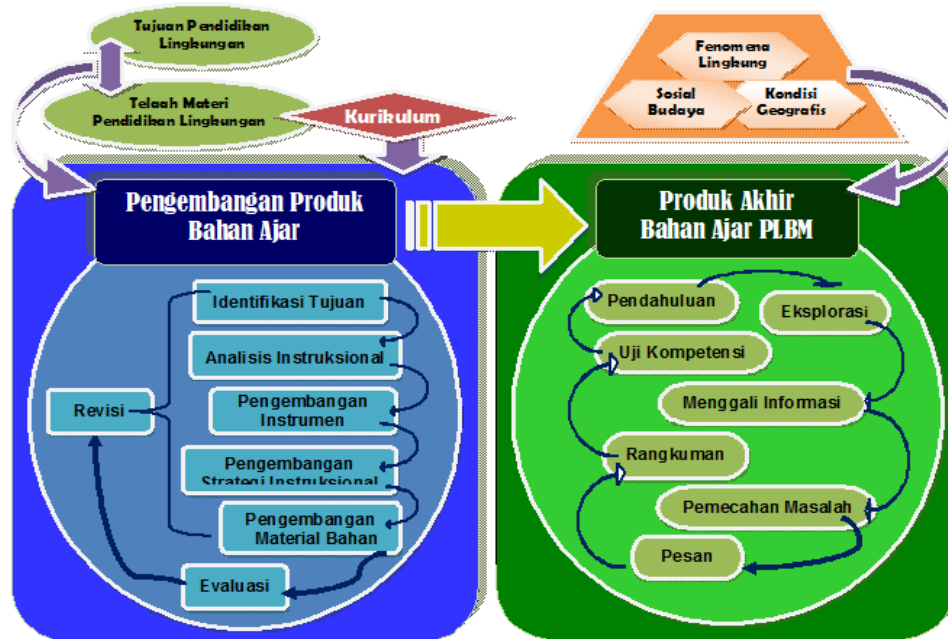 Tujuan Pendidikan
Lingkungan
Telaah Materi
Pendidikan Lingkungan
Kurikulum
Fenomena
Lingkung
Sosial
Budaya
Kondisi
Geografis
Pengembangan Produk
Bahan Ajar
Identifikasi Tujuan
Analisis Instruksional
Pengembangan
Instrumen
Pengembangan
Strategi Instruksional
Pengembangan
Material Bahan
Revisi
Evaluasi
Produk Akhir
Bahan Ajar PLBM
Pendahuluan
Eksplorasi
Uji Kompetensi
Menggali Informasi
Rangkuman
Pemecahan Masalah
Pesan